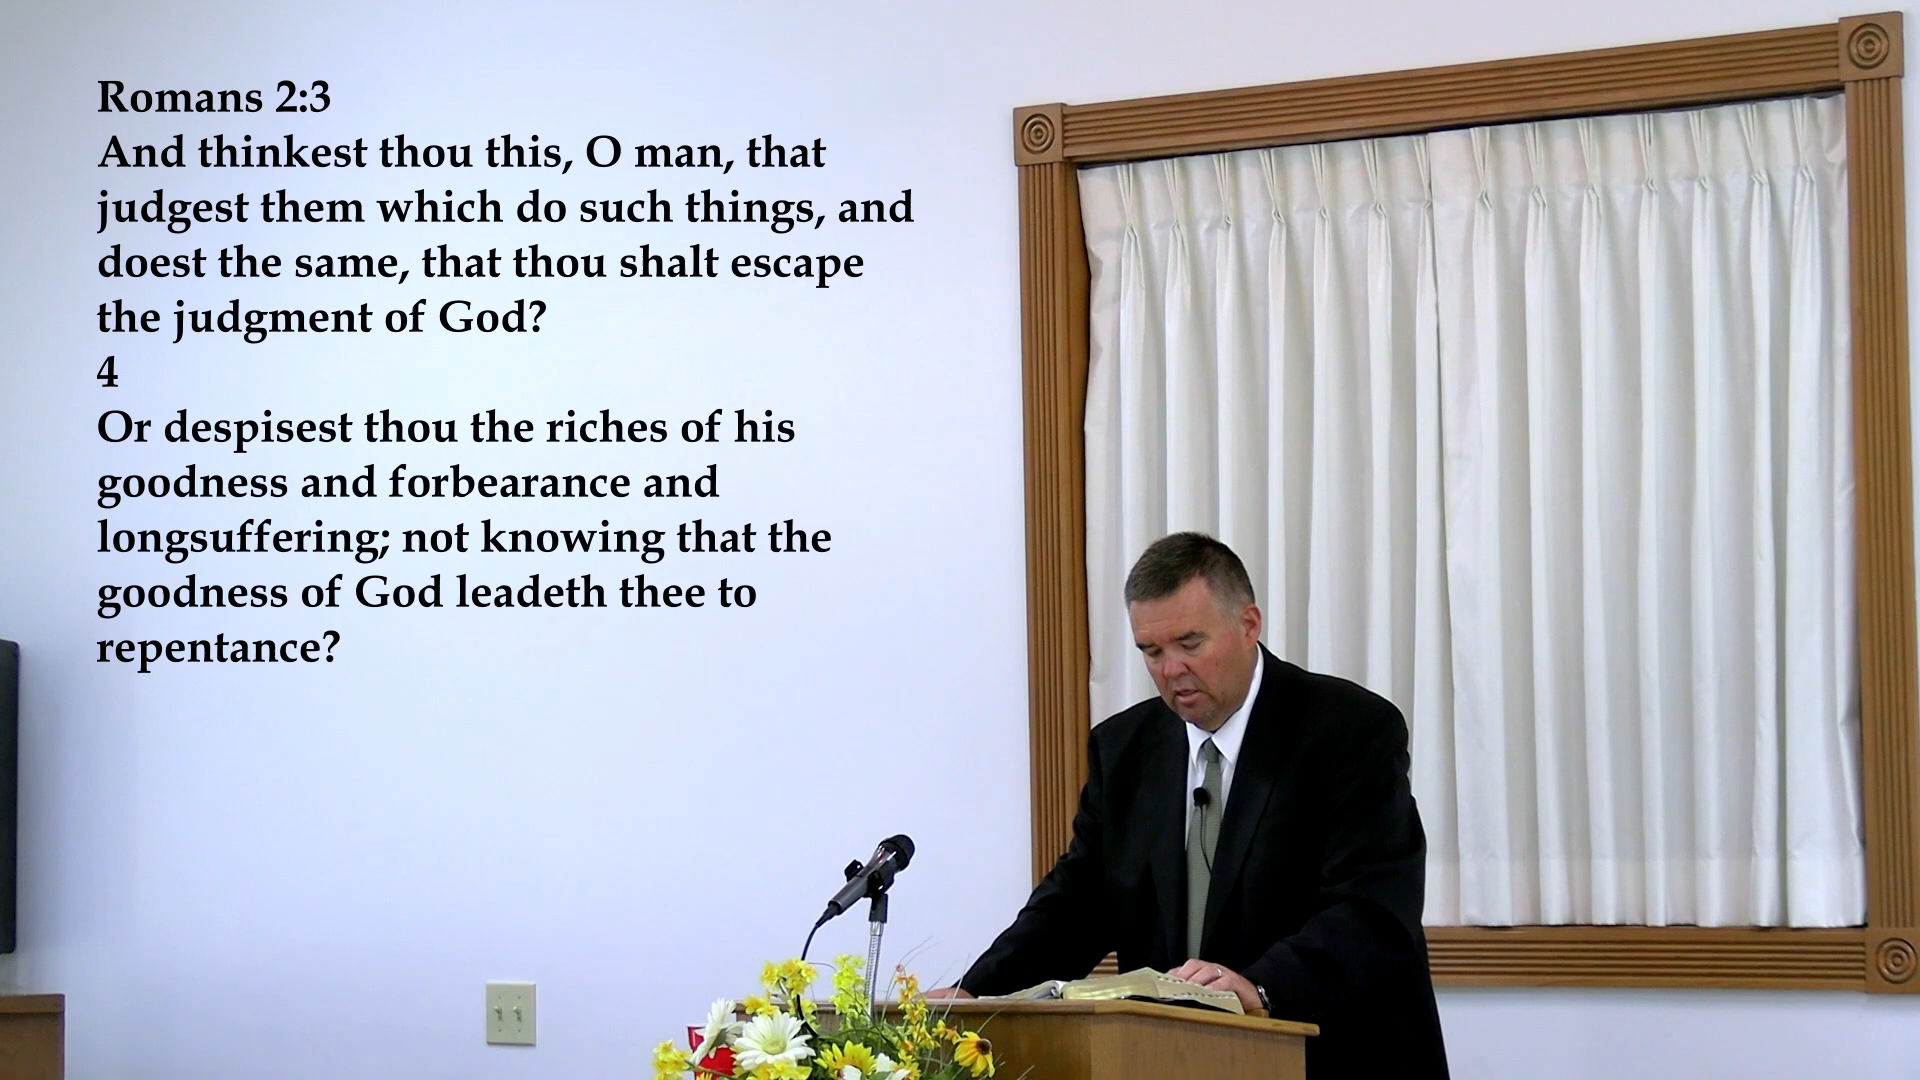 Romans 2:3
And thinkest thou this, O man, that
judgest them which do such things, and
doest the same, that thou shalt escape
the judgment of God?
4
Or despisest thou the riches of his
goodness and forbearance and
longsuffering; not knowing that the
goodness of God leadeth thee to
repentance?